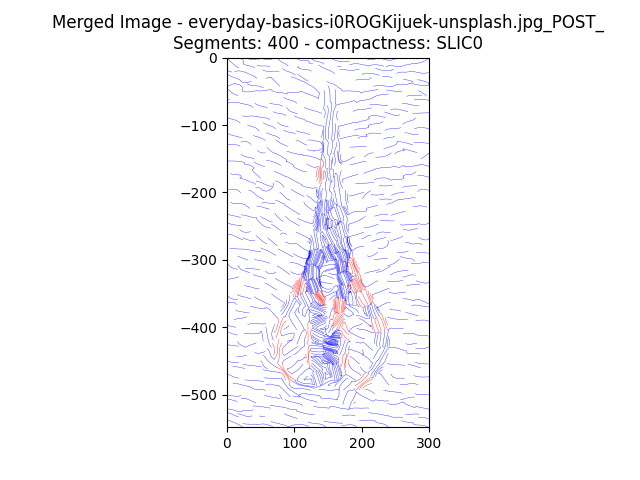 Merged Image - everyday-basics-i0ROGKijuek-unsplash.jpg_POST_
Segments: 400 - compactness: SLIC0
0
−100
−200
−300
−400
−500
0 100 200 300